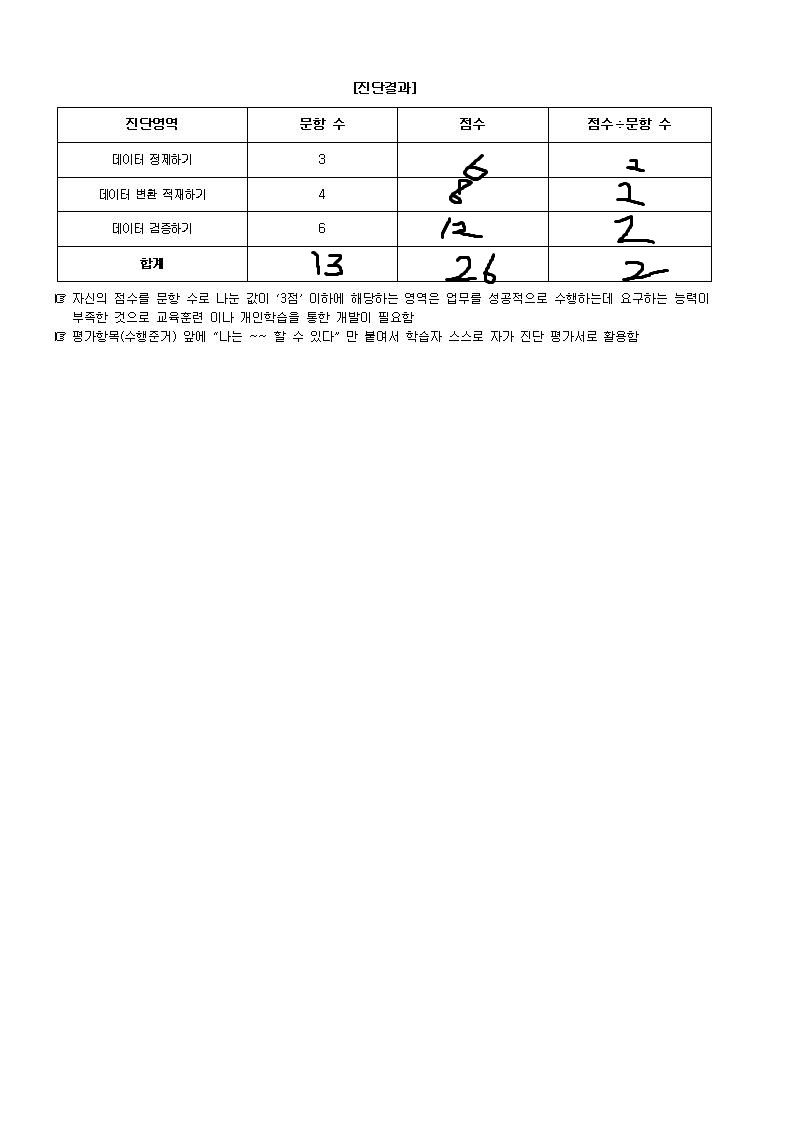 [진단결과]
진단영역 문항 수 점수 점수÷문항 수
데이터 정제하기 3 6 2
데이터 변환 적재하기 4 8 2
데이터 검증하기 6 12 2
합계 13 26 2
☞ 자신의 점수를 문항 수로 나눈 값이 ‘3점’ 이하에 해당하는 영역은 업무를 성공적으로 수행하는데 요구하는 능력이
부족한 것으로 교육훈련 이나 개인학습을 통한 개발이 필요함
☞ 평가항목(수행준거) 앞에 “나는 ~~ 할 수 있다” 만 붙여서 학습자 스스로 자가 진단 평가서로 활용함